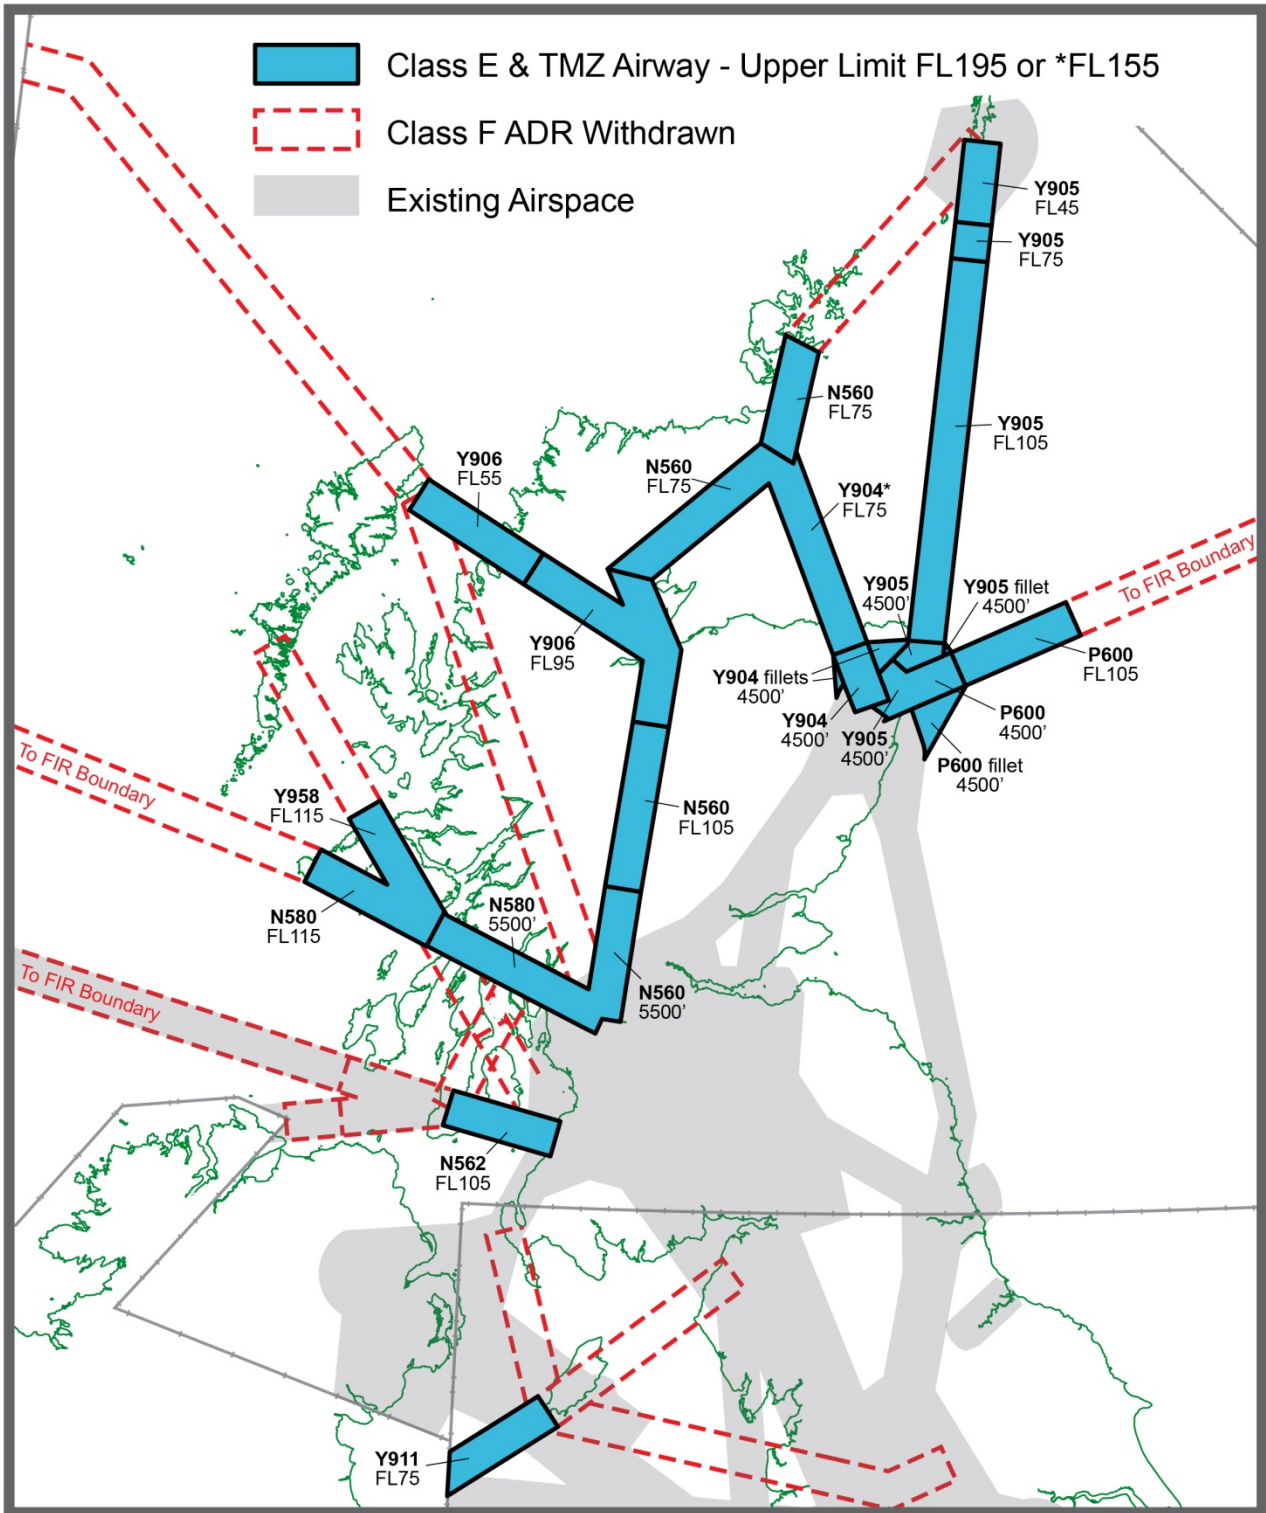 Class E & TMZ Airway - Upper Limit FL195 or *FL155
Class F ADR Withdrawn
Existing Airspace
Y905
FL45
Y905
FL75
N560
FL75
Y905
FL105
Y906
FL55
N560
FL75
Y904*
FL75
To FIR Boundary
Y905
4500'
Y905 fillet
4500'
Y906
FL95
P600
FL105
Y904 fillets
4500'
Y904
4500'
Y905
4500'
P600
4500'
P600 fillet
4500'
To FIR Boundary
Y958
FL115
N560
FL105
N580
FL115
N580
5500'
To FIR Boundary
N560
5500'
N562
FL105
Y911
FL75